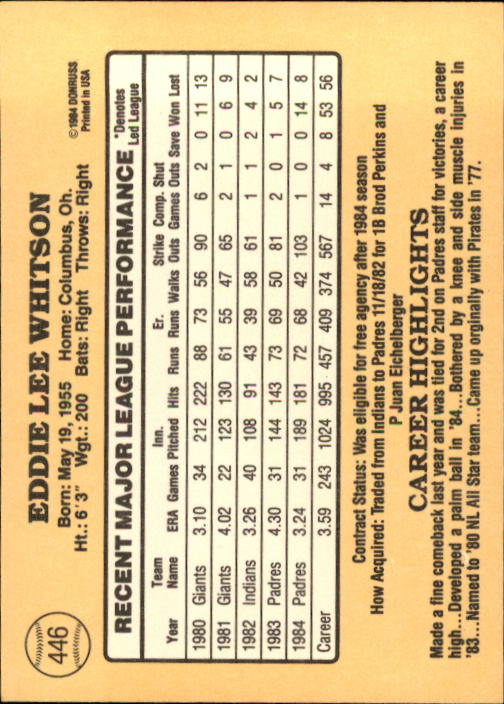 446
EDDIE LEE WHITSON
Born: May 19, 1955 Home: Columbus, Oh.
Ht.: 6'3" Wgt.: 200 Bats: Right Throws: Right
©1984 DONRUSS
Printed in USA
RECENT MAJOR LEAGUE PERFORMANCE *Denotes Led League
Year Team Name ERA Games Inn. Pitched Hits Runs Er. Runs Walks Strike Outs Comp. Games Shut Outs Save Won Lost
1980 Giants 3.10 34 212 222 88 73 56 90 6 2 0 11 13
1981 Giants 4.02 22 123 130 61 55 47 65 2 1 0 6 9
1982 Indians 3.26 40 108 91 43 39 58 61 1 1 2 4 2
1983 Padres 4.30 31 144 143 73 69 50 81 2 0 1 5 7
1984 Padres 3.24 31 189 181 72 68 42 103 1 0 0 14 8
Career 3.59 243 1024 995 457 409 374 567 14 4 8 53 56
Contract Status: Was eligible for free agency after 1984 season
How Acquired: Traded from Indians to Padres 11/18/82 for 1B Brod Perkins and
P Juan Eichelberger
CAREER HIGHLIGHTS
Made a fine comeback last year and was tied for 2nd on Padres staff for victories, a career
high...Developed a palm ball in '84...Bothered by a knee and side muscle injuries in
'83...Named to '80 NL All Star team...Came up orginally with Pirates in '77.